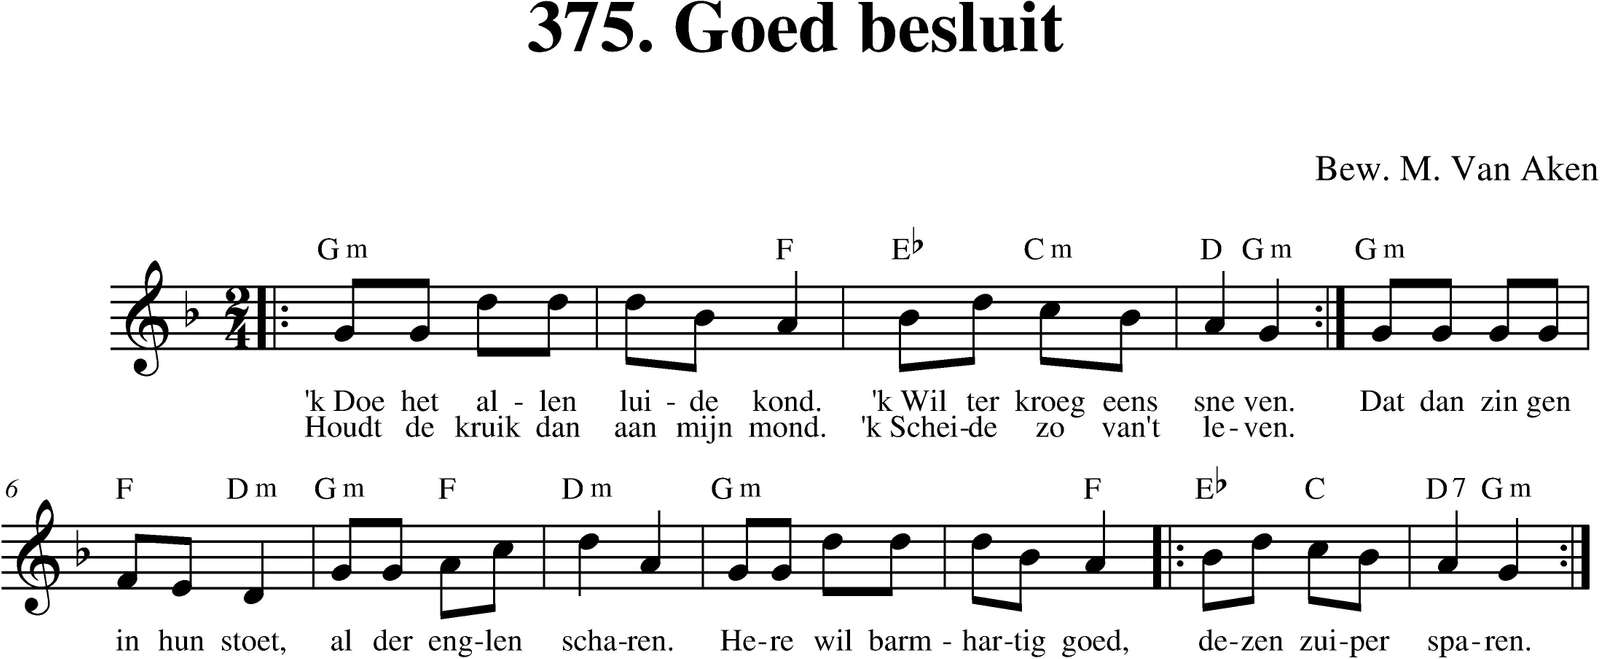 375. Goed besluit
Bew. M. Van Aken
Gm F E♭ Cm D Gm Gm
2
4
'k Doe het al - len lui - de kond. 'k Wil ter kroeg eens sne ven. Dat dan zin gen
Houdt de kruik dan aan mijn mond. 'k Schei-de zo van't le - ven.
6 F Dm Gm F Dm Gm F E♭ C D7 Gm
in hun stoet, al der eng-len scha-ren. He-re wil barm - har-tig goed, de-zen zui-per spa-ren.